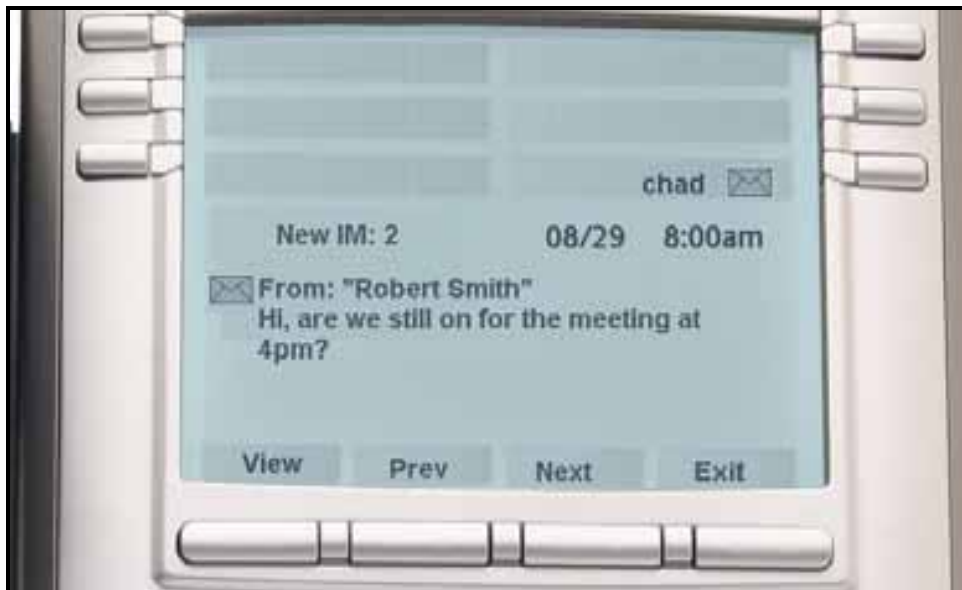 chad
New IM: 2 08/29 8:00am
From: "Robert Smith"
Hi, are we still on for the meeting at
4pm?
View Prev Next Exit